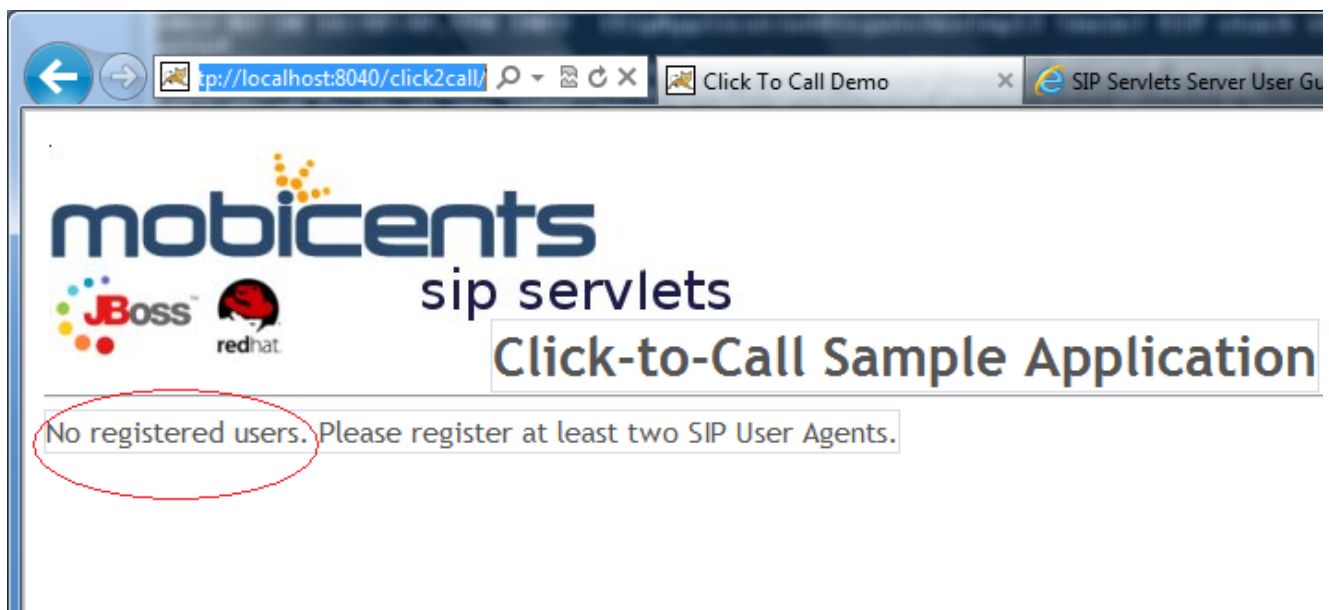 tp://localhost:8040/click2call/
Click To Call Demo
SIP Servlets Server User Gu
mobicents
JBoss™
redhat.
sip servlets
Click-to-Call Sample Application
No registered users. Please register at least two SIP User Agents.